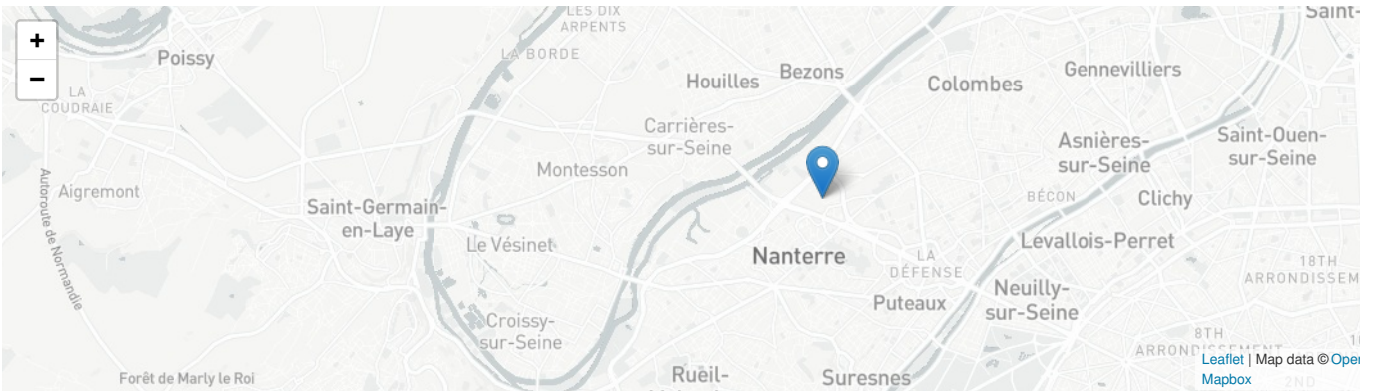 +
−
LES DIX
ARPENTS
Saint-
Poissy
LA BORDE
Houilles
Bezons
Colombes
Gennevilliers
LA
COUDRAIE
Carrières-
sur-Seine
Asnières-
sur-Seine
Saint-Ouen-
sur-Seine
Montesson
Aigremont
Autoroute de Normandie
Saint-Germain-
en-Laye
BÉCON
Clichy
Le Vésinet
Nanterre
LA
DÉFENSE
Levallois-Perret
18TH
ARRONDISSEM
Puteaux
Neuilly-
sur-Seine
Croissy-
sur-Seine
8TH
ARRONDISSEMENT
Forêt de Marly le Roi
Rueil-
Suresnes
Leaflet | Map data © Open
Mapbox
2ND